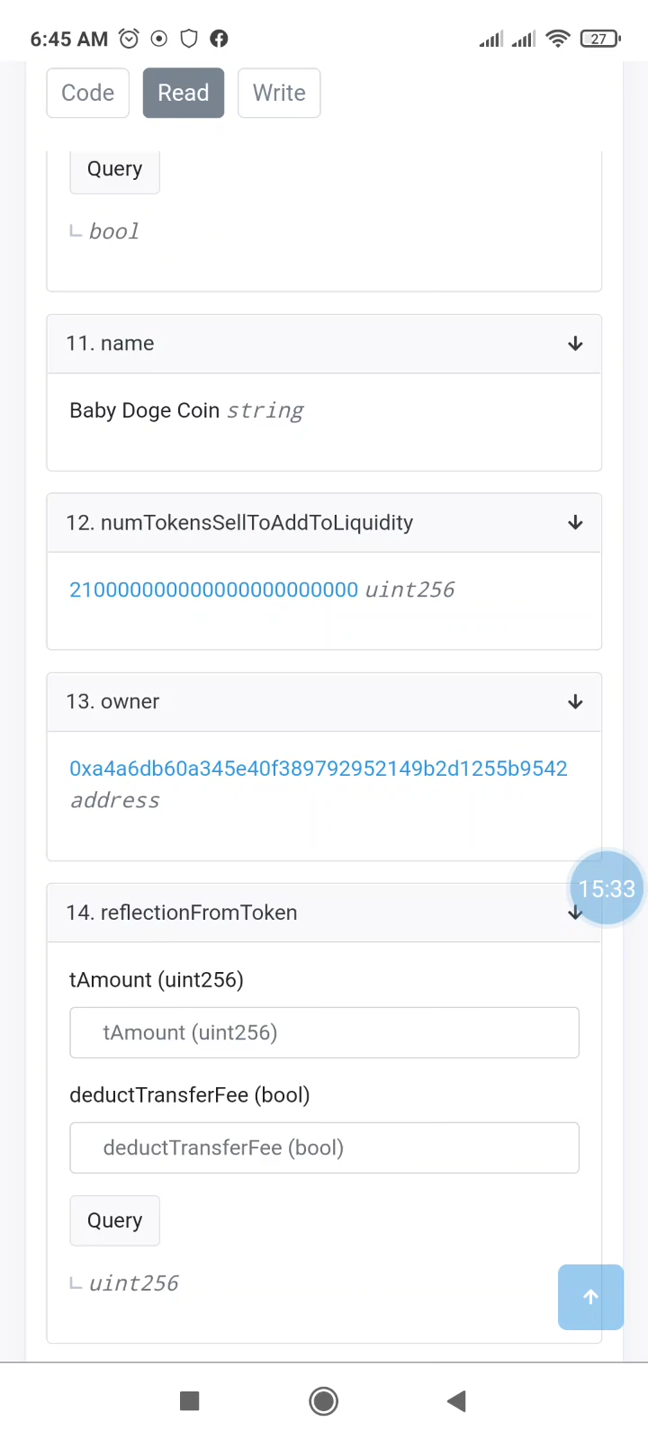 6:45 AM
27
Code Read Write
Query
bool
11. name
Baby Doge Coin string
12. numTokensSellToAddToLiquidity
210000000000000000000000 uint256
13. owner
0xa4a6db60a345e40f389792952149b2d1255b9542
address
15:33
14. reflectionFromToken
tAmount (uint256)
tAmount (uint256)
deductTransferFee (bool)
deductTransferFee (bool)
Query
uint256